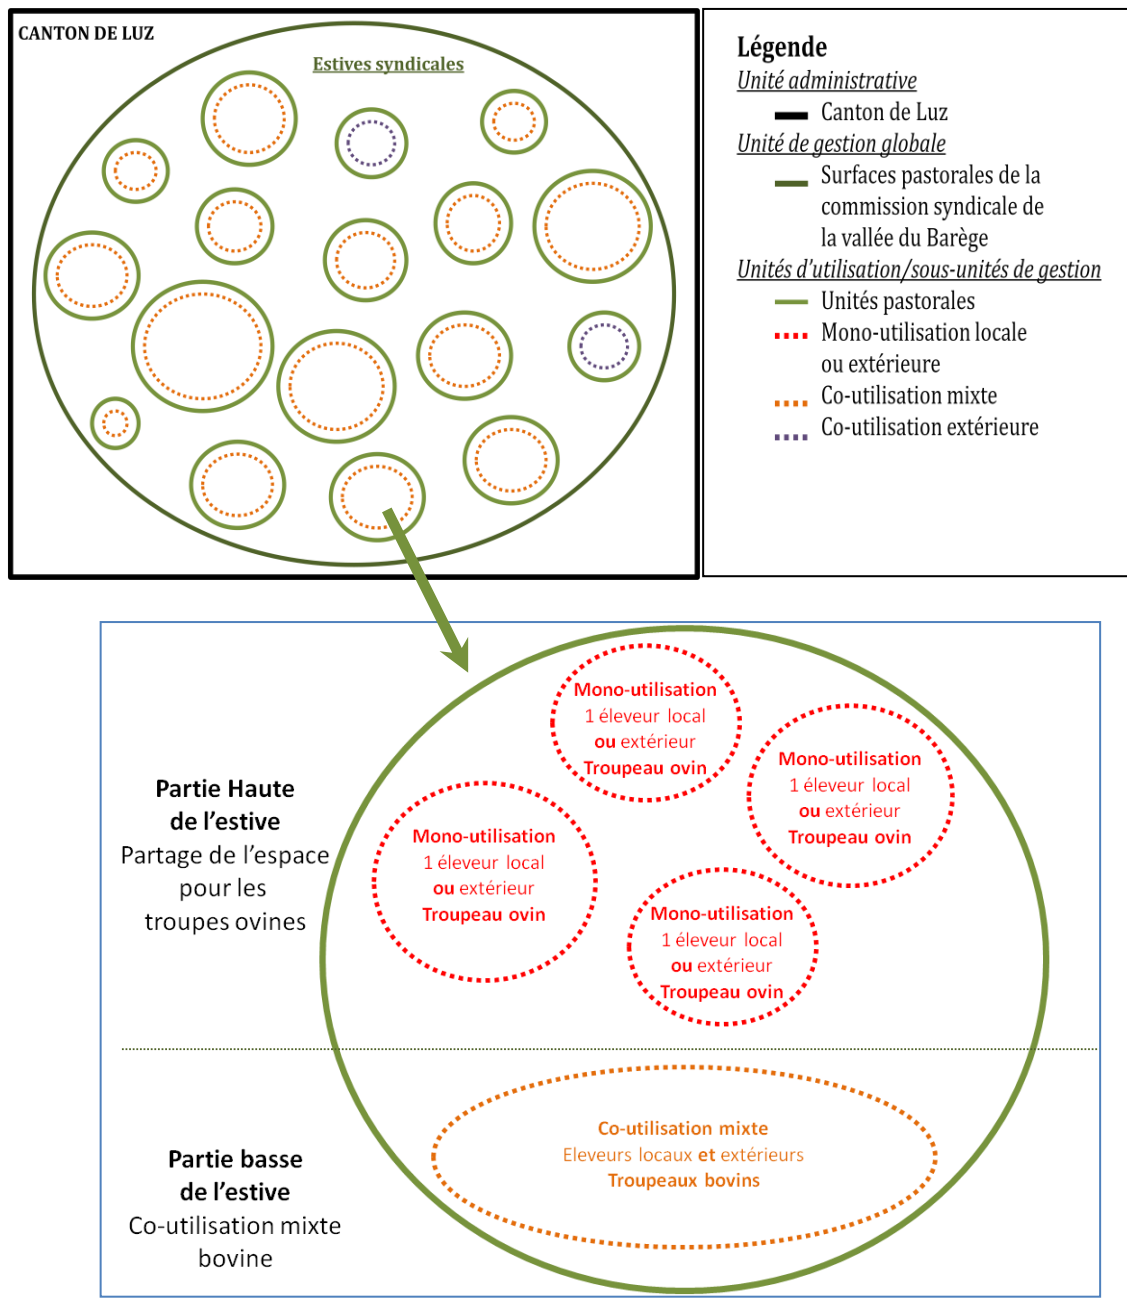 CANTON DE LUZ
Estives syndicales
Légende
Unité administrative
Canton de Luz
Unité de gestion globale
Surfaces pastorales de la
commission syndicale de
la vallée du Barège
Unités d'utilisation/sous-unités de gestion
Unités pastorales
Mono-utilisation locale
ou extérieure
Co-utilisation mixte
Co-utilisation extérieure
Partie Haute
de l'estive
Partage de l'espace
pour les
troupes ovines
Mono-utilisation
1 éleveur local
ou extérieur
Troupeau ovin
Mono-utilisation
1 éleveur local
ou extérieur
Troupeau ovin
Mono-utilisation
1 éleveur local
ou extérieur
Troupeau ovin
Mono-utilisation
1 éleveur local
ou extérieur
Troupeau ovin
Partie basse
de l'estive
Co-utilisation mixte
bovine
Co-utilisation mixte
Eleveurs locaux et extérieurs
Troupeaux bovins